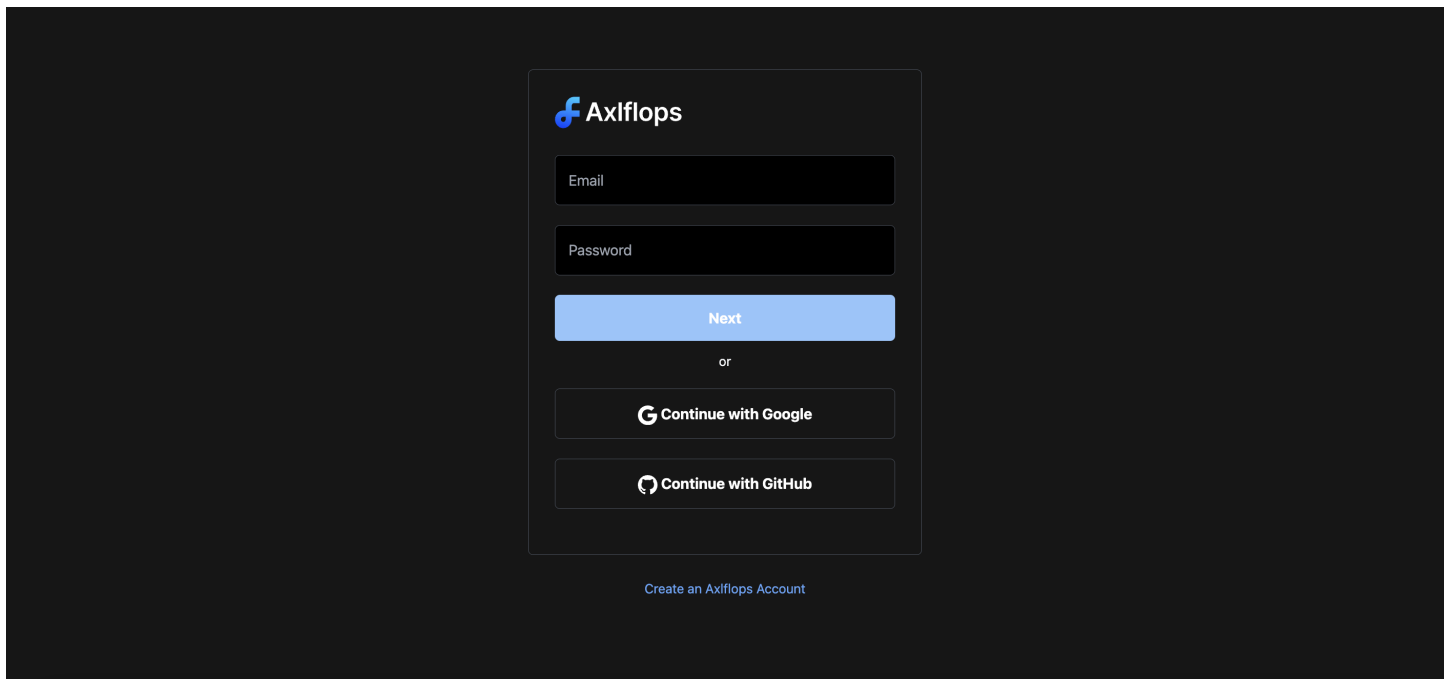 Axlflops
Email
Password
Next
or
Continue with Google
Continue with GitHub
Create an Axlflops Account